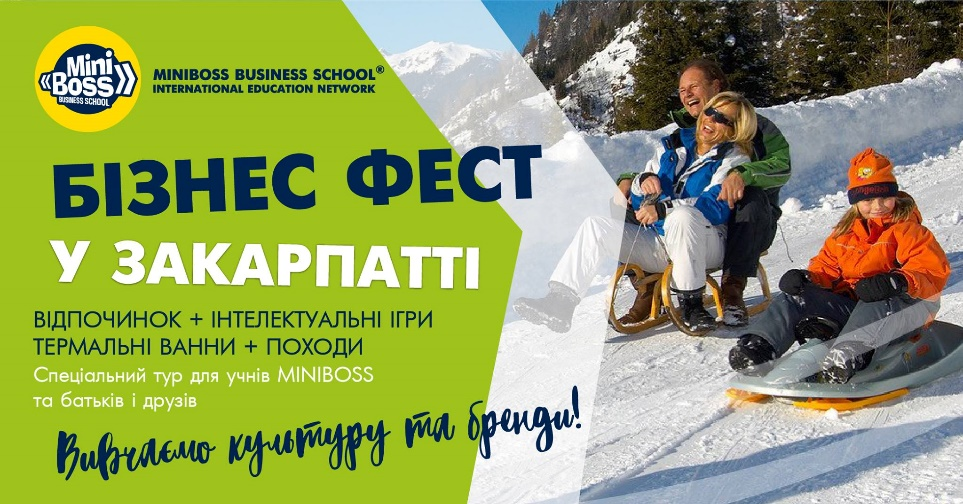 Mini
Boss
BUSINESS SCHOOL
MINIBOSS BUSINESS SCHOOL®
INTERNATIONAL EDUCATION NETWORK
БІЗНЕС ФЕСТ
У ЗАКАРПАТТІ
ВІДПОЧИНОК + ІНТЕЛЕКТУАЛЬНІ ІГРИ
ТЕРМАЛЬНІ ВАННИ + ПОХОДИ
Спеціальний тур для учнів MINIBOSS
та батьків і друзів
Вивчаємо культуру та бренди!